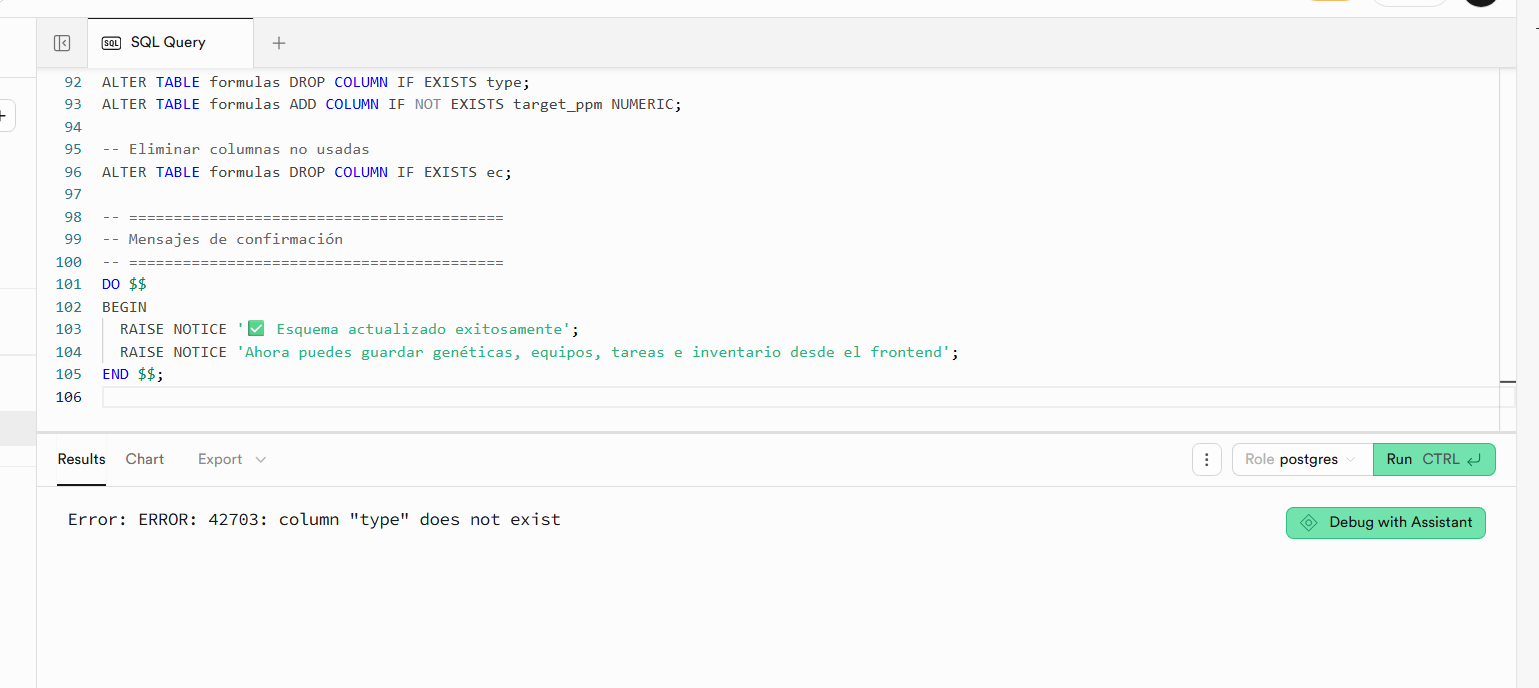 SQL SQL Query
92 ALTER TABLE formulas DROP COLUMN IF EXISTS type;
93 ALTER TABLE formulas ADD COLUMN IF NOT EXISTS target_ppm NUMERIC;
94
95 -- Eliminar columnas no usadas
96 ALTER TABLE formulas DROP COLUMN IF EXISTS ec;
97
98 -- ==========================================
99 -- Mensajes de confirmación
100 -- ==========================================
101 DO $$
102 BEGIN
103 RAISE NOTICE '✅ Esquema actualizado exitosamente';
104 RAISE NOTICE 'Ahora puedes guardar genéticas, equipos, tareas e inventario desde el frontend';
105 END $$;
106
Results Chart Export Role postgres Run CTRL ↵
Error: ERROR: 42703: column "type" does not exist
Debug with Assistant